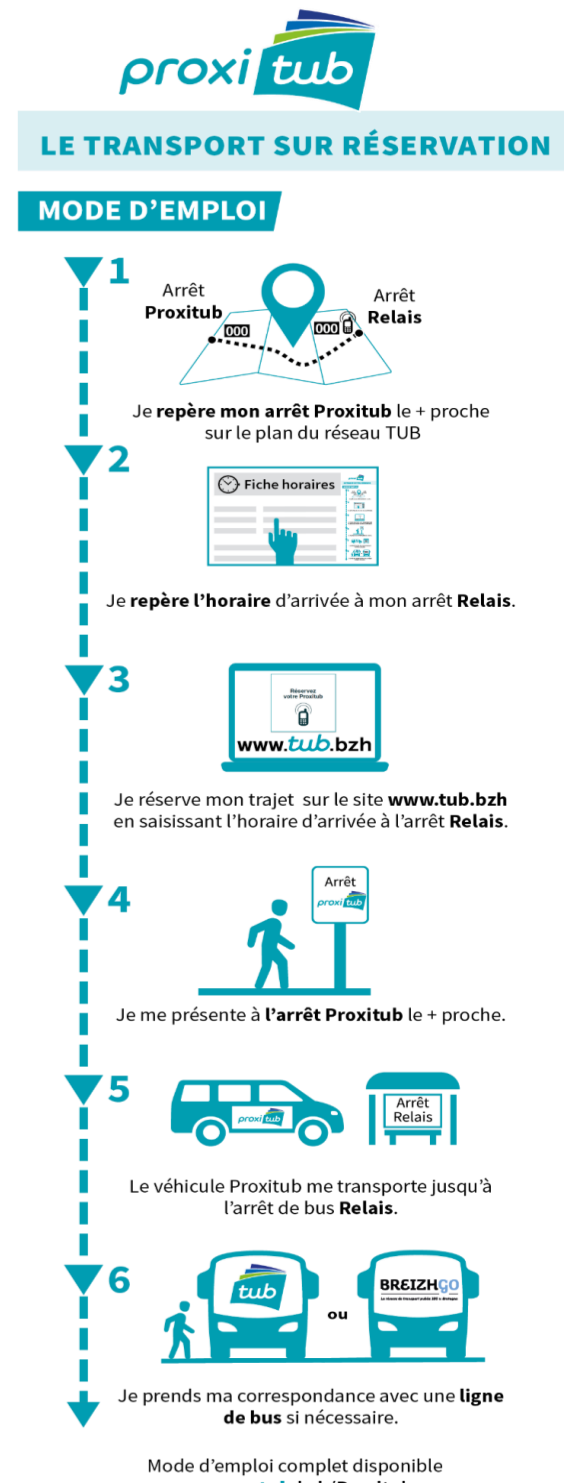 proxi tub
LE TRANSPORT SUR RÉSERVATION
MODE D'EMPLOI
1
Arrêt
Proxitub
000
000
Arrêt
Relais
Je repère mon arrêt Proxitub le + proche
sur le plan du réseau TUB
2
Fiche horaires
Je repère l'horaire d'arrivée à mon arrêt Relais.
3
Réservez
votre Proxitub
www.tub.bzh
Je réserve mon trajet sur le site www.tub.bzh
en saisissant l'horaire d'arrivée à l'arrêt Relais.
4
Arrêt
proxi tub
Je me présente à l'arrêt Proxitub le + proche.
5
proxi tub
Arrêt
Relais
Le véhicule Proxitub me transporte jusqu'à
l'arrêt de bus Relais.
6
tub
ou
BREIZHGO
Je prends ma correspondance avec une ligne
de bus si nécessaire.
Mode d'emploi complet disponible